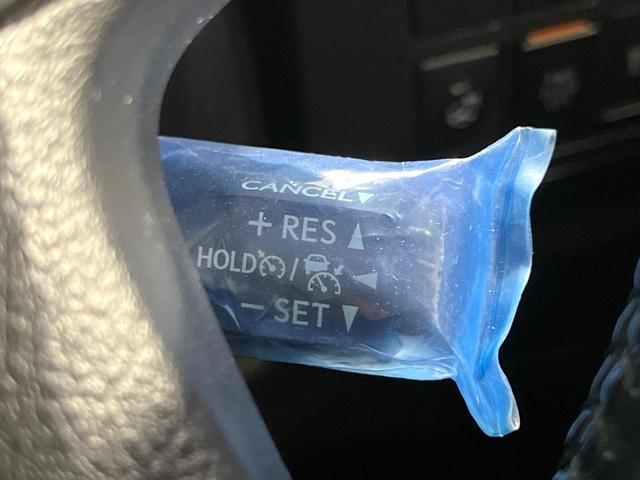 CANCEL▼
+ RES ▲
HOLD / ◀
− SET ▼